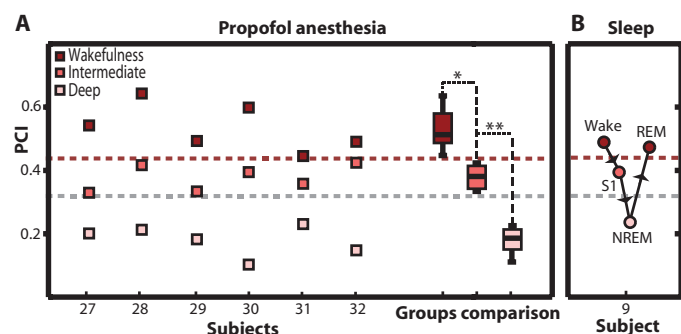 A
Propofol anesthesia
B
Sleep
Wakefulness
Intermediate
Deep
*
**
PCI
0.6
0.4
0.2
Wake
REM
S1
NREM
27 28 29 30 31 32
Groups comparison
9
Subjects
Subject